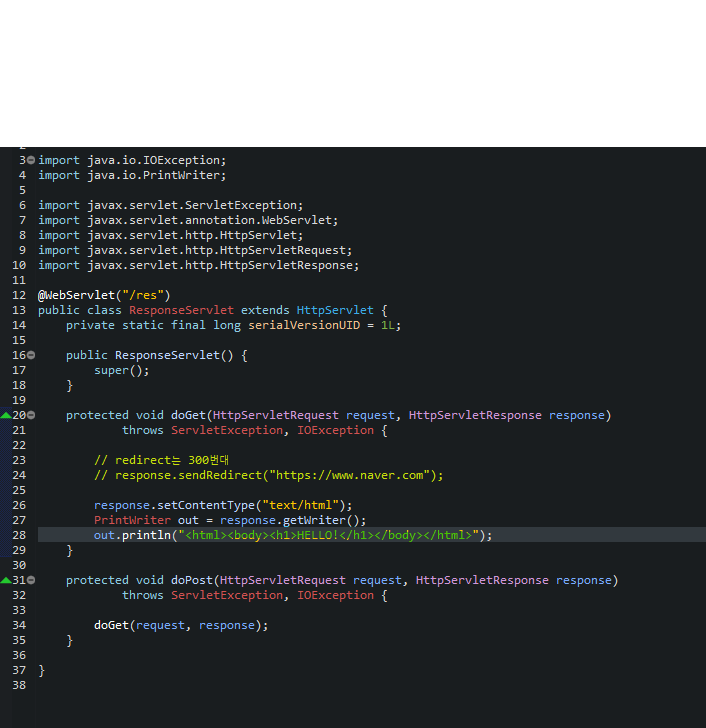 2
3 import java.io.IOException;
4 import java.io.PrintWriter;
5
6 import javax.servlet.ServletException;
7 import javax.servlet.annotation.WebServlet;
8 import javax.servlet.http.HttpServlet;
9 import javax.servlet.http.HttpServletRequest;
10 import javax.servlet.http.HttpServletResponse;
11
12 @WebServlet("/res")
13 public class ResponseServlet extends HttpServlet {
14     private static final long serialVersionUID = 1L;
15
16     public ResponseServlet() {
17         super();
18     }
19
20     protected void doGet(HttpServletRequest request, HttpServletResponse response)
21             throws ServletException, IOException {
22
23         // redirect는 300번대
24         // response.sendRedirect("https://www.naver.com");
25
26         response.setContentType("text/html");
27         PrintWriter out = response.getWriter();
28         out.println("<html><body><h1>HELLO!</h1></body></html>");
29     }
30
31     protected void doPost(HttpServletRequest request, HttpServletResponse response)
32             throws ServletException, IOException {
33
34         doGet(request, response);
35     }
36
37 }
38